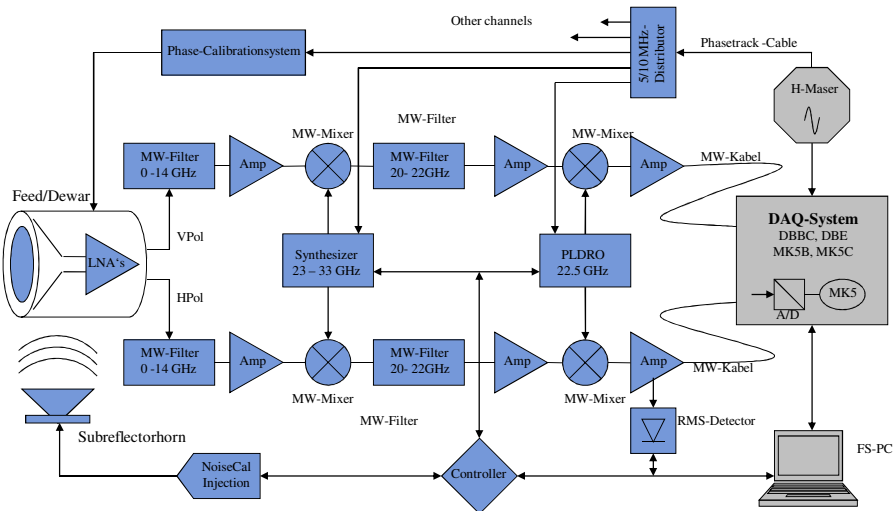 Other channels
Phasetrack -Cable
Phase-Calibrationsystem
5/10 MHz-
Distributor
H-Maser
MW-Filter
MW-Mixer
MW-Mixer
MW-Filter
0 -14 GHz
Amp
MW-Filter
20- 22GHz
Amp
Amp
MW-Kabel
Feed/Dewar
VPol
LNA's
HPol
Synthesizer
23 – 33 GHz
PLDRO
22.5 GHz
DAQ-System
DBBC, DBE
MK5B, MK5C
MK5
A/D
MW-Filter
0 -14 GHz
Amp
MW-Filter
20- 22GHz
Amp
Amp
MW-Kabel
MW-Mixer
MW-Mixer
MW-Filter
RMS-Detector
Subreflectorhorn
FS-PC
NoiseCal
Injection
Controller